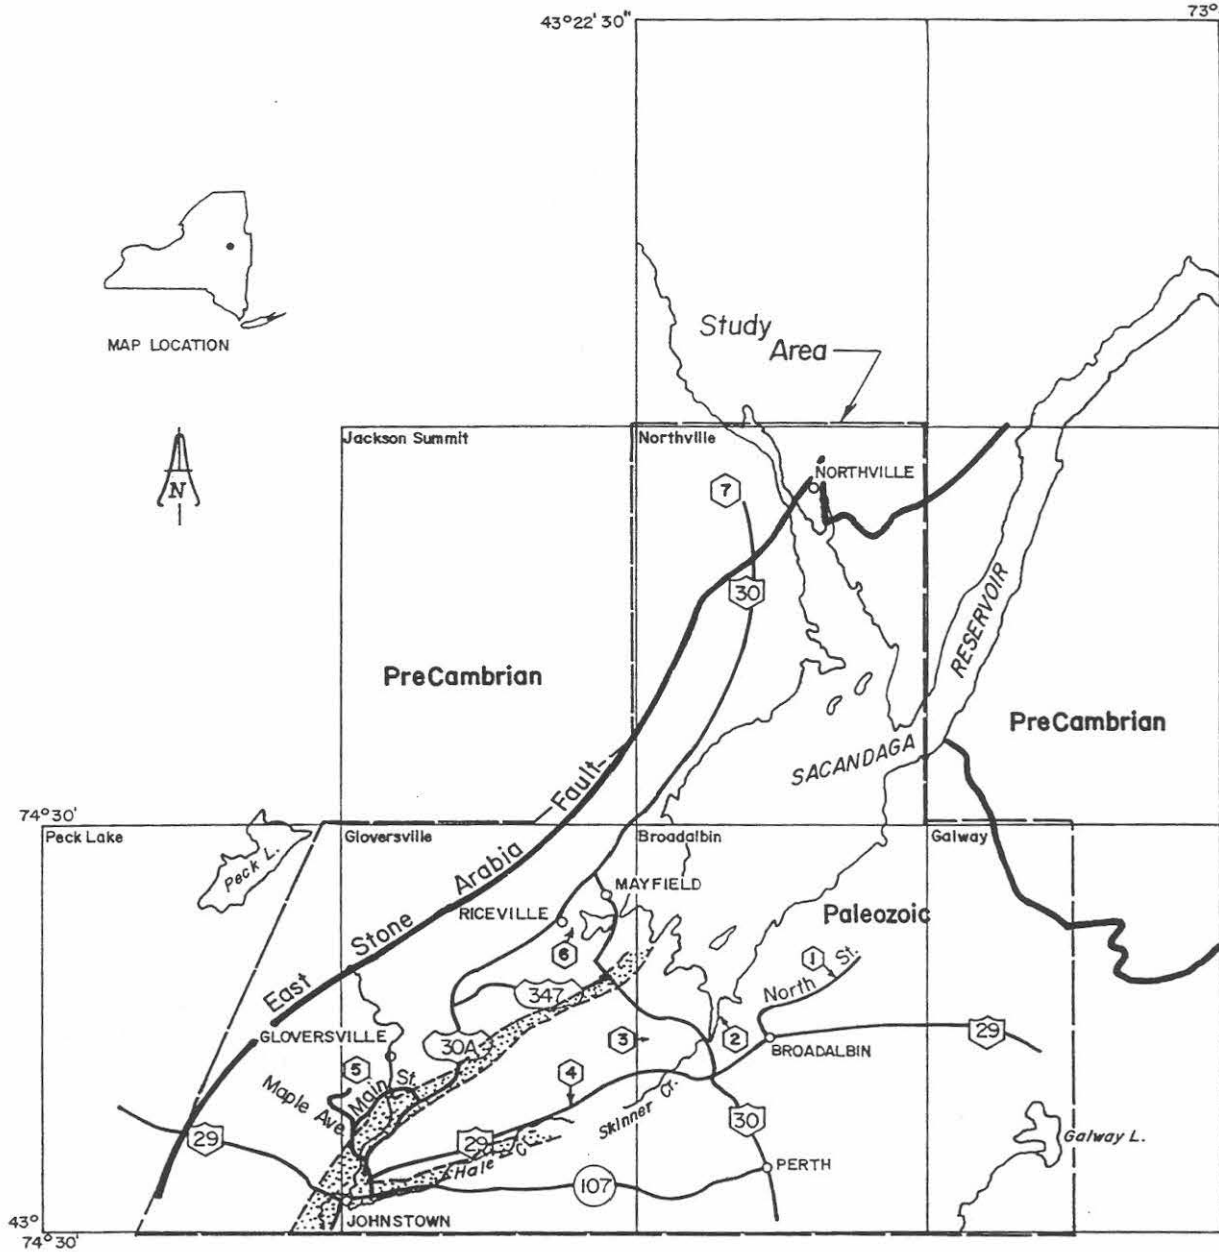 43°22'30"
73°
MAP LOCATION
Study
Area
N
Jackson Summit
Northville
7
NORTHVILLE
30
RESERVOIR
PreCambrian
PreCambrian
SACANDAGA
74°30'
Peck Lake
Gloversville
Broadalbin
Galway
Peck L.
East Stone Arabia Fault
MAYFIELD
RICEVILLE
Paleozoic
6
1
North St.
347
GLOVERSVILLE
30A
3
2
BROADALBIN
29
5
4
Main St.
Maple Ave.
Skinner Cr.
30
29
29
Hale C.
Galway L.
PERTH
107
JOHNSTOWN
43°
74°30'